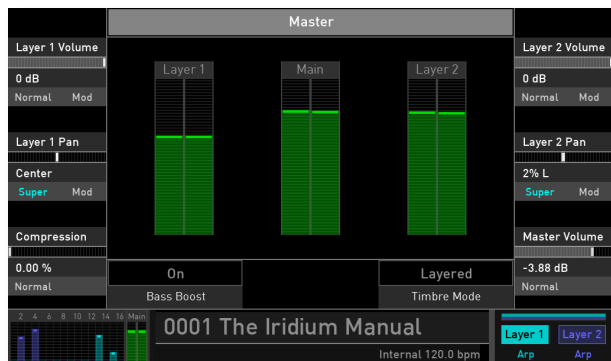 Master
Layer 1 Volume
0 dB
Normal Mod
Layer 1 Pan
Center
Super Mod
Compression
0.00 %
Normal
Layer 1 Main Layer 2
On
Bass Boost
Layered
Timbre Mode
Layer 2 Volume
0 dB
Normal Mod
Layer 2 Pan
2% L
Super Mod
Master Volume
-3.88 dB
Normal
2 4 6 8 10 12 14 16 Main
0001 The Iridium Manual
Internal 120.0 bpm
Layer 1 Layer 2
Arp Arp